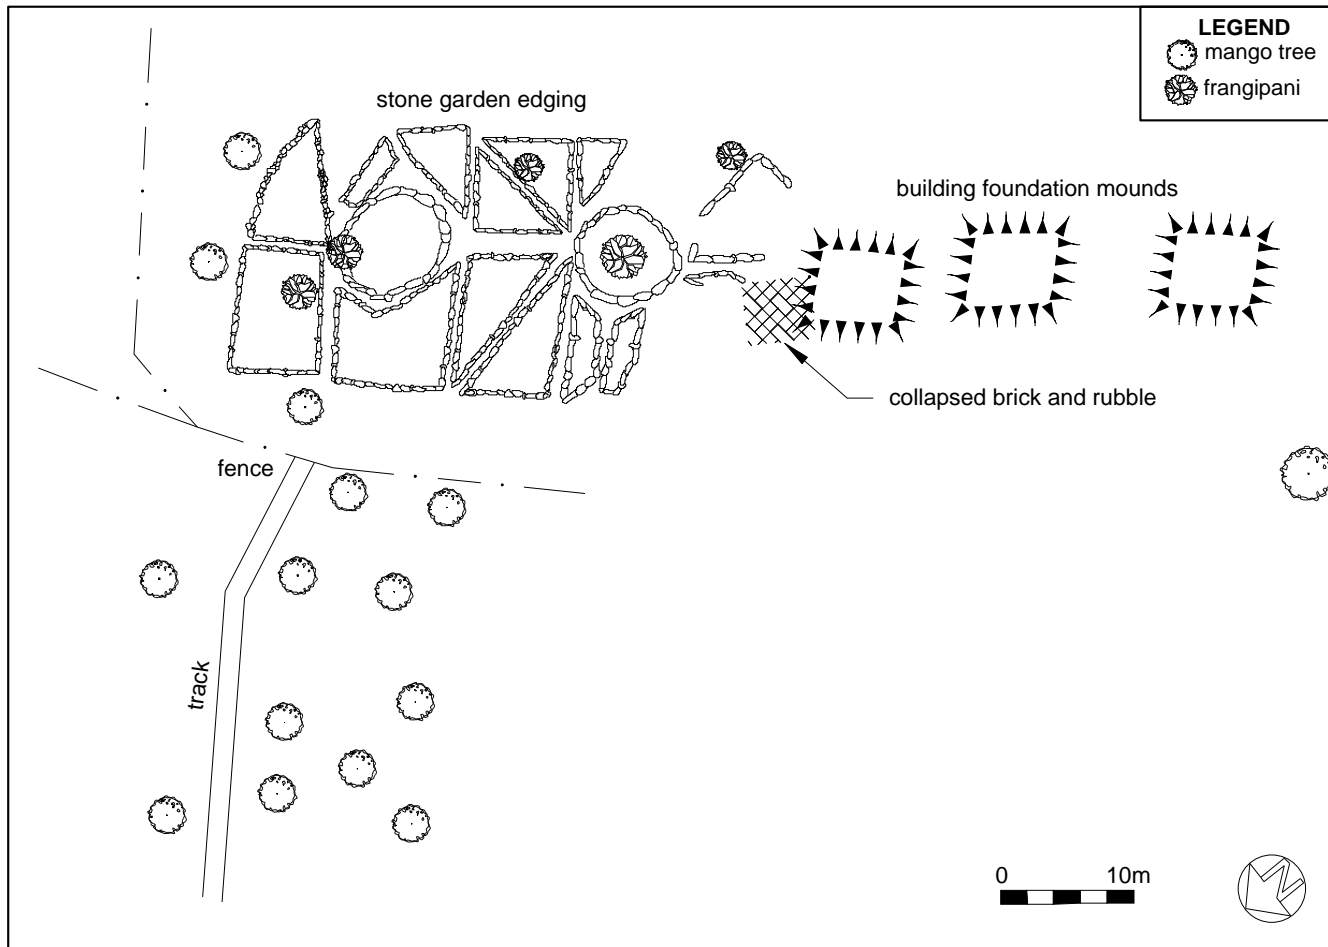 LEGEND
mango tree
frangipani
stone garden edging
building foundation mounds
collapsed brick and rubble
fence
track
0 10m
N